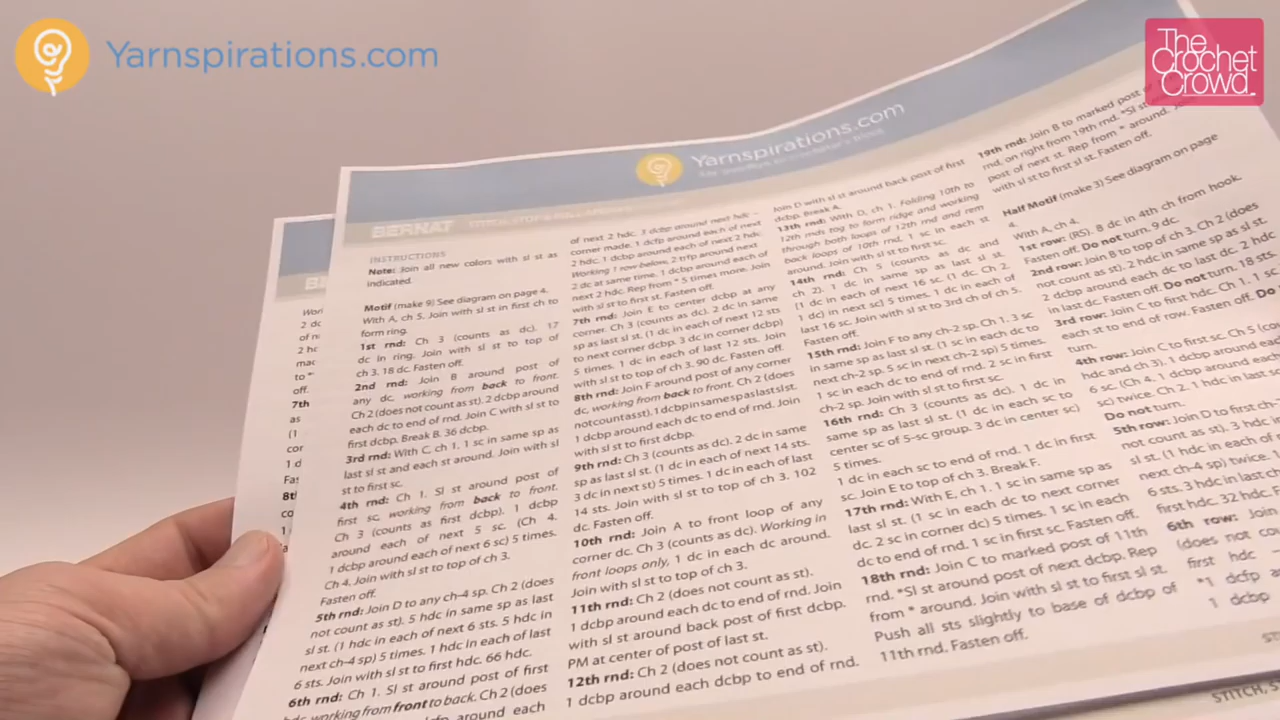 Yarnspirations.com
The
Crochet
Crowd
Yarnspirations.com
BERNAT
INSTRUCTIONS
Note: Join all new colors with sl st as
indicated.
Motif (make 9) See diagram on page 4.
With A, ch 5. Join with sl st in first ch to
form ring.
1st rnd: Ch 3 (counts as dc). 17
dc in ring. Join with sl st to top of
ch 3. 18 dc. Fasten off.
2nd rnd: Join B around post of
any dc, working from back to front.
Ch 2 (does not count as st). 2 dcbp around
each dc to end of rnd. Join C with sl st to
first dcbp. Break B. 36 dcbp.
3rd rnd: With C, ch 1. 1 sc in same sp as
last sl st and each st around. Join with sl
st to first sc.
4th rnd: Ch 1. Sl st around post of
first sc, working from back to front.
Ch 3 (counts as first dcbp). 1 dcbp
around each of next 5 sc. (Ch 4.
1 dcbp around each of next 6 sc) 5 times.
Ch 4. Join with sl st to top of ch 3.
Fasten off.
5th rnd: Join D to any ch-4 sp. Ch 2 (does
not count as st). 5 hdc in same sp as last
sl st. (1 hdc in each of next 6 sts. 5 hdc in
next ch-4 sp) 5 times. 1 hdc in each of last
6 sts. Join with sl st to first hdc. 66 hdc.
6th rnd: Ch 1. Sl st around post of first
hdc, working from front to back. Ch 2 (does
of next 2 hdc. 3 dcbp around next hdc –
corner made. 1 dcfp around each of next
2 hdc. 1 dcbp around each of next 2 hdc.
Working 1 row below, 2 trfp around next
2 dc at same time. 1 dcbp around each of
next 2 hdc. Rep from * 5 times more. Join
with sl st to first st. Fasten off.
7th rnd: Join E to center dcbp at any
corner. Ch 3 (counts as dc). 2 dc in same
sp as last sl st. (1 dc in each of next 12 sts
to next corner dcbp. 3 dc in corner dcbp)
5 times. 1 dc in each of last 12 sts. Join
with sl st to top of ch 3. 90 dc. Fasten off.
8th rnd: Join F around post of any corner
dc, working from back to front. Ch 2 (does
not count as st). 1 dcbp in same sp as last sl st.
1 dcbp around each dc to end of rnd. Join
with sl st to first dcbp.
9th rnd: Ch 3 (counts as dc). 2 dc in same
sp as last sl st. (1 dc in each of next 14 sts.
3 dc in next st) 5 times. 1 dc in each of last
14 sts. Join with sl st to top of ch 3. 102
dc. Fasten off.
10th rnd: Join A to front loop of any
corner dc. Ch 3 (counts as dc). Working in
front loops only, 1 dc in each dc around.
Join with sl st to top of ch 3.
11th rnd: Ch 2 (does not count as st).
1 dcbp around each dc to end of rnd. Join
with sl st around back post of first dcbp.
PM at center of post of last st.
12th rnd: Ch 2 (does not count as st).
1 dcbp around each dcbp to end of rnd.
Join D with sl st around back post of first
dcbp. Break A.
13th rnd: With D, ch 1. Folding 10th to
12th rnds tog to form ridge and working
through both loops of 12th rnd and rem
back loops of 10th rnd, 1 sc in each st
around. Join with sl st to first sc.
14th rnd: Ch 5 (counts as dc and
ch 2). 1 dc in same sp as last sl st.
(1 dc in each of next 16 sc. (1 dc. Ch 2.
1 dc) in next sc) 5 times. 1 dc in each of
last 16 sc. Join with sl st to 3rd ch of ch 5.
Fasten off.
15th rnd: Join F to any ch-2 sp. Ch 1. 3 sc
in same sp as last sl st. (1 sc in each dc to
next ch-2 sp. 5 sc in next ch-2 sp) 5 times.
1 sc in each dc to end of rnd. 2 sc in first
ch-2 sp. Join with sl st to first sc.
16th rnd: Ch 3 (counts as dc). 1 dc in
same sp as last sl st. (1 dc in each sc to
center sc of 5-sc group. 3 dc in center sc)
5 times.
1 dc in each sc to end of rnd. 1 dc in first
sc. Join E to top of ch 3. Break F.
17th rnd: With E, ch 1. 1 sc in same sp as
last sl st. (1 sc in each dc to next corner
dc. 2 sc in corner dc) 5 times. 1 sc in each
dc to end of rnd. 1 sc in first sc. Fasten off.
18th rnd: Join C to marked post of 11th
rnd. *Sl st around post of next dcbp. Rep
from * around. Join with sl st to first sl st.
Push all sts slightly to base of dcbp of
11th rnd. Fasten off.
19th rnd: Join B to marked post of
rnd, on right from 19th rnd. *Sl st
post of next st. Rep from * around. Join
with sl st to first sl st. Fasten off.
Half Motif (make 3) See diagram on page
4.
With A, ch 4.
1st row: (RS). 8 dc in 4th ch from hook.
Fasten off. Do not turn. 9 dc.
2nd row: Join B to top of ch 3. Ch 2 (does
not count as st). 2 hdc in same sp as sl st.
2 dcbp around each dc to last dc. 2 hdc
in last dc. Fasten off. Do not turn. 18 sts.
3rd row: Join C to first hdc. Ch 1. 1 sc in
each st to end of row. Fasten off. Do
turn.
4th row: Join C to first sc. Ch 5 (counts
hdc and ch 3). 1 dcbp around ea
6 sc. (Ch 4. 1 dcbp around ea
sc) twice. Ch 2. 1 hdc in last sc
Do not turn.
5th row: Join D to first ch-
not count as st). 3 hdc in
sl st. (1 hdc in each of
next ch-4 sp) twice. 1
6 sts. 3 hdc in last
first hdc. 32 hdc. F
6th row: Join
(does not co
first hdc
*1 dcfp a
1 dcbp
STITCH, S